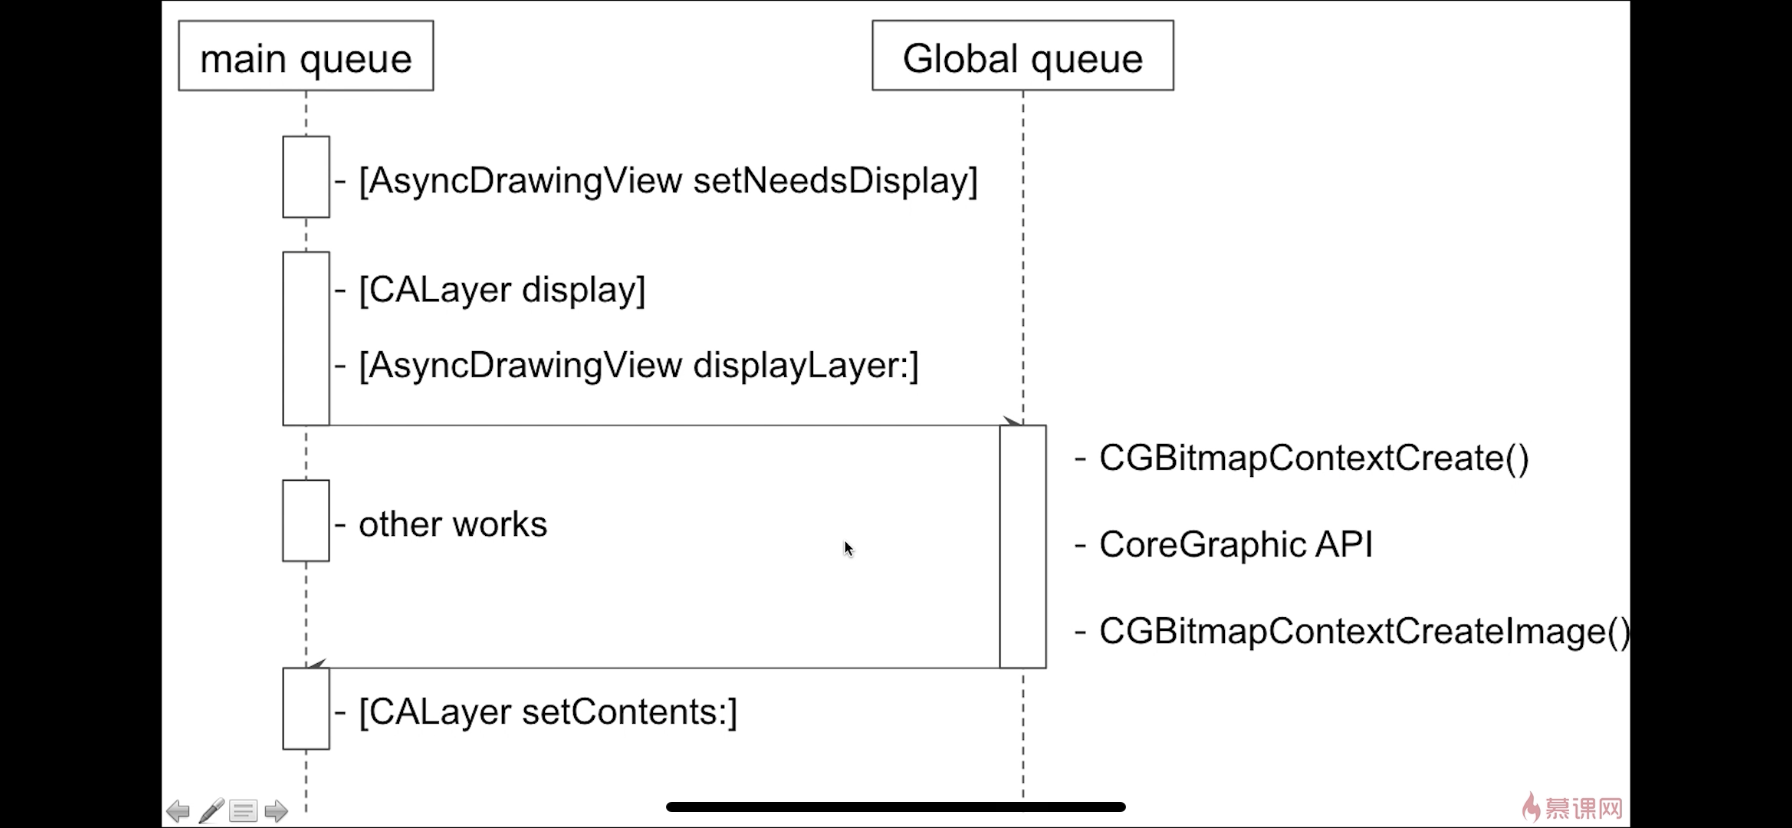 main queue
Global queue
- [AsyncDrawingView setNeedsDisplay]
- [CALayer display]
- [AsyncDrawingView displayLayer:]
- CGBitmapContextCreate()
- other works
- CoreGraphic API
- CGBitmapContextCreateImage()
- [CALayer setContents:]
慕课网